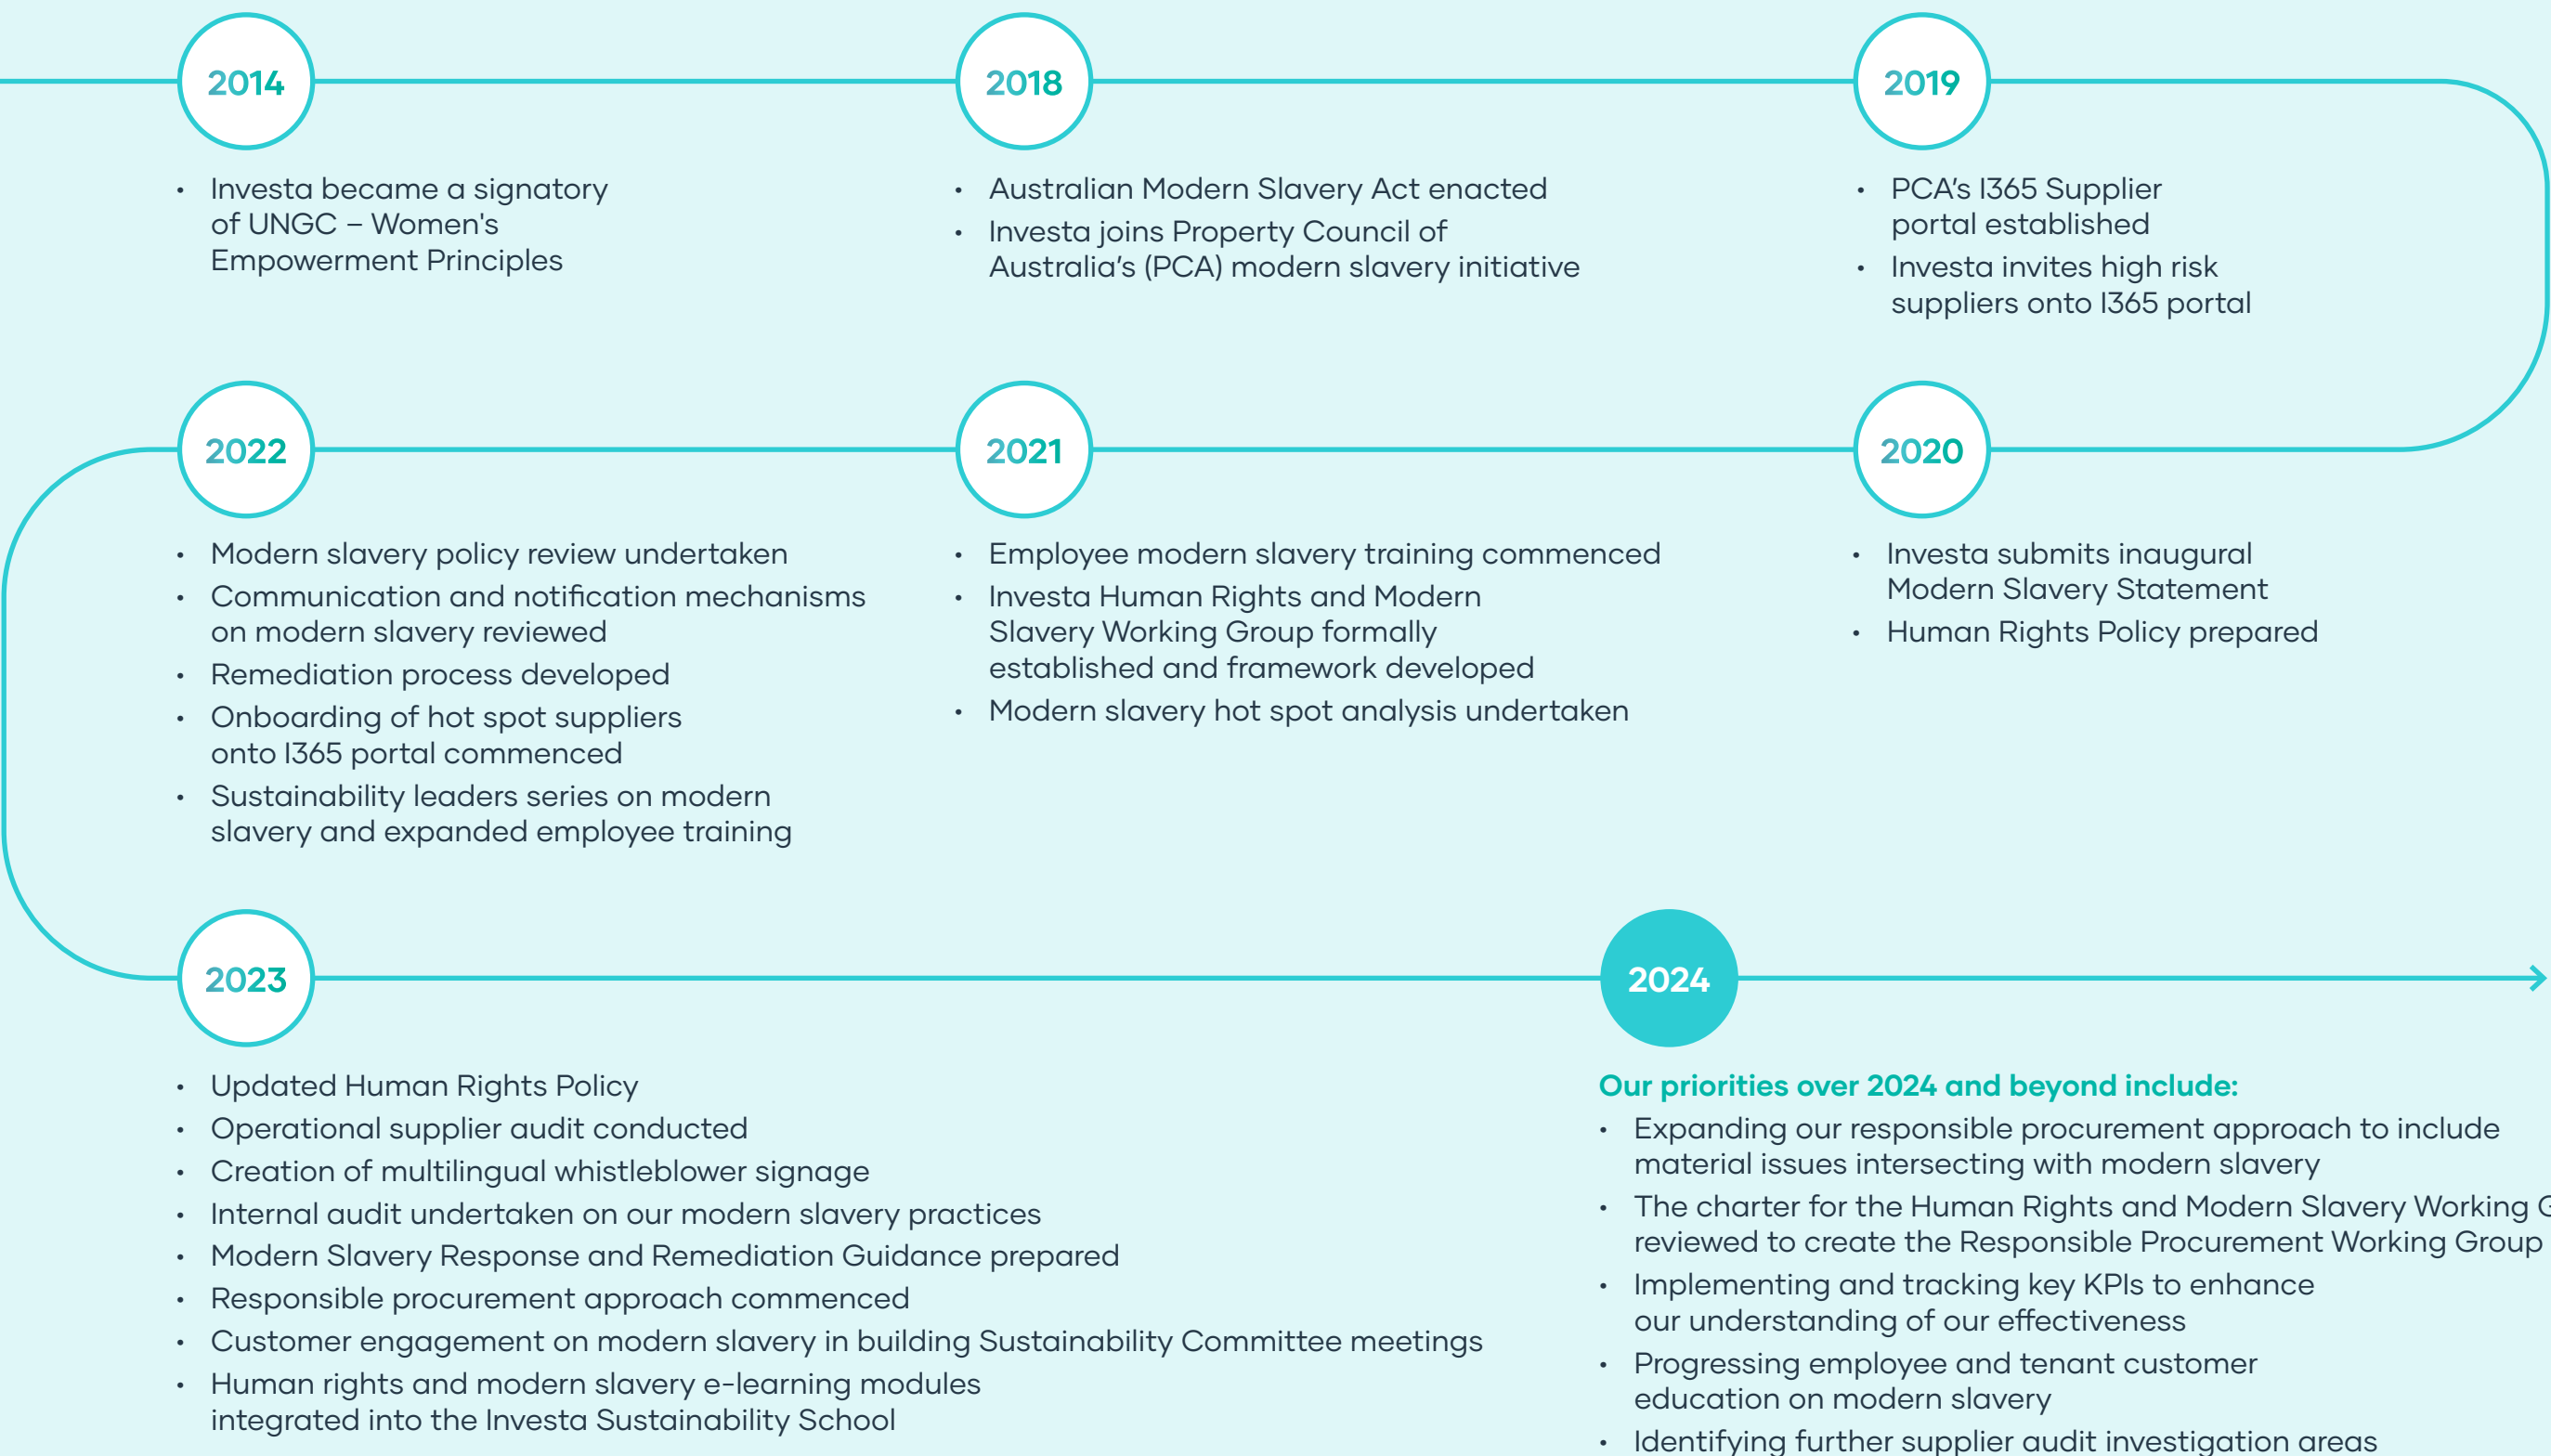 2014
• Investa became a signatory
of UNGC – Women's
Empowerment Principles
2018
• Australian Modern Slavery Act enacted
• Investa joins Property Council of
Australia’s (PCA) modern slavery initiative
2019
• PCA’s I365 Supplier
portal established
• Investa invites high risk
suppliers onto I365 portal
2020
• Investa submits inaugural
Modern Slavery Statement
• Human Rights Policy prepared
2021
• Employee modern slavery training commenced
• Investa Human Rights and Modern
Slavery Working Group formally
established and framework developed
• Modern slavery hot spot analysis undertaken
2022
• Modern slavery policy review undertaken
• Communication and notification mechanisms
on modern slavery reviewed
• Remediation process developed
• Onboarding of hot spot suppliers
onto I365 portal commenced
• Sustainability leaders series on modern
slavery and expanded employee training
2023
• Updated Human Rights Policy
• Operational supplier audit conducted
• Creation of multilingual whistleblower signage
• Internal audit undertaken on our modern slavery practices
• Modern Slavery Response and Remediation Guidance prepared
• Responsible procurement approach commenced
• Customer engagement on modern slavery in building Sustainability Committee meetings
• Human rights and modern slavery e-learning modules
integrated into the Investa Sustainability School
2024
Our priorities over 2024 and beyond include:
• Expanding our responsible procurement approach to include
material issues intersecting with modern slavery
• The charter for the Human Rights and Modern Slavery Working
reviewed to create the Responsible Procurement Working Group
• Implementing and tracking key KPIs to enhance
our understanding of our effectiveness
• Progressing employee and tenant customer
education on modern slavery
• Identifying further supplier audit investigation areas